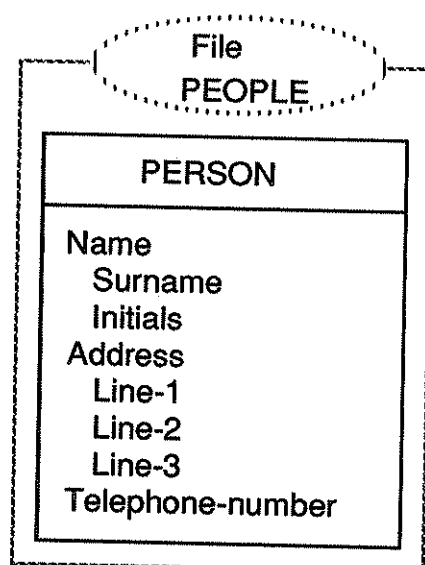 File
PEOPLE
PERSON
Name
Surname
Initials
Address
Line-1
Line-2
Line-3
Telephone-number